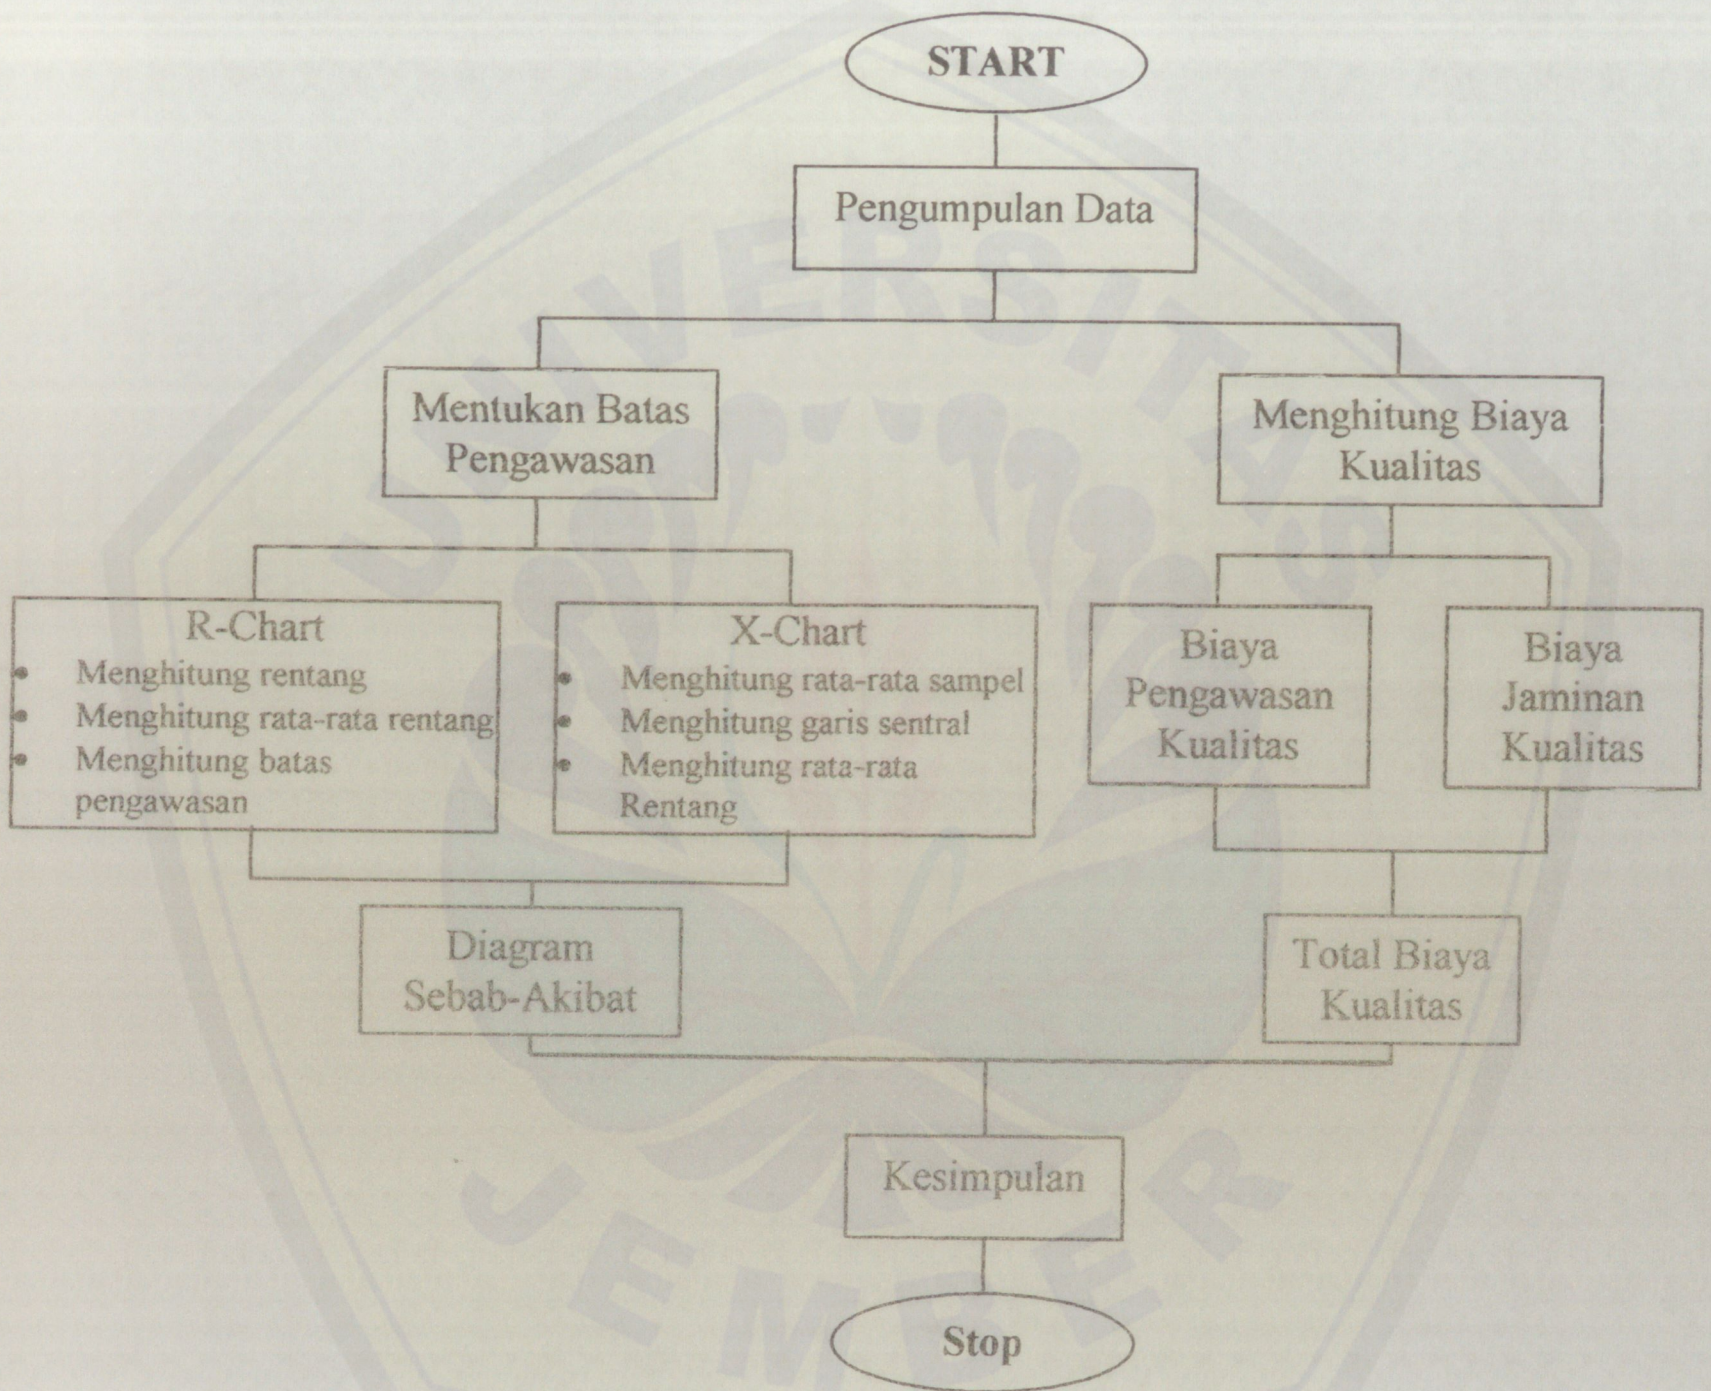 START
Pengumpulan Data
Mentukan Batas
Pengawasan
Menghitung Biaya
Kualitas
R-Chart
• Menghitung rentang
• Menghitung rata-rata rentang
• Menghitung batas
pengawasan
X-Chart
• Menghitung rata-rata sampel
• Menghitung garis sentral
• Menghitung rata-rata
Rentang
Biaya
Pengawasan
Kualitas
Biaya
Jaminan
Kualitas
Diagram
Sebab-Akibat
Total Biaya
Kualitas
Kesimpulan
Stop
UNIVERSITAS
JEMBER